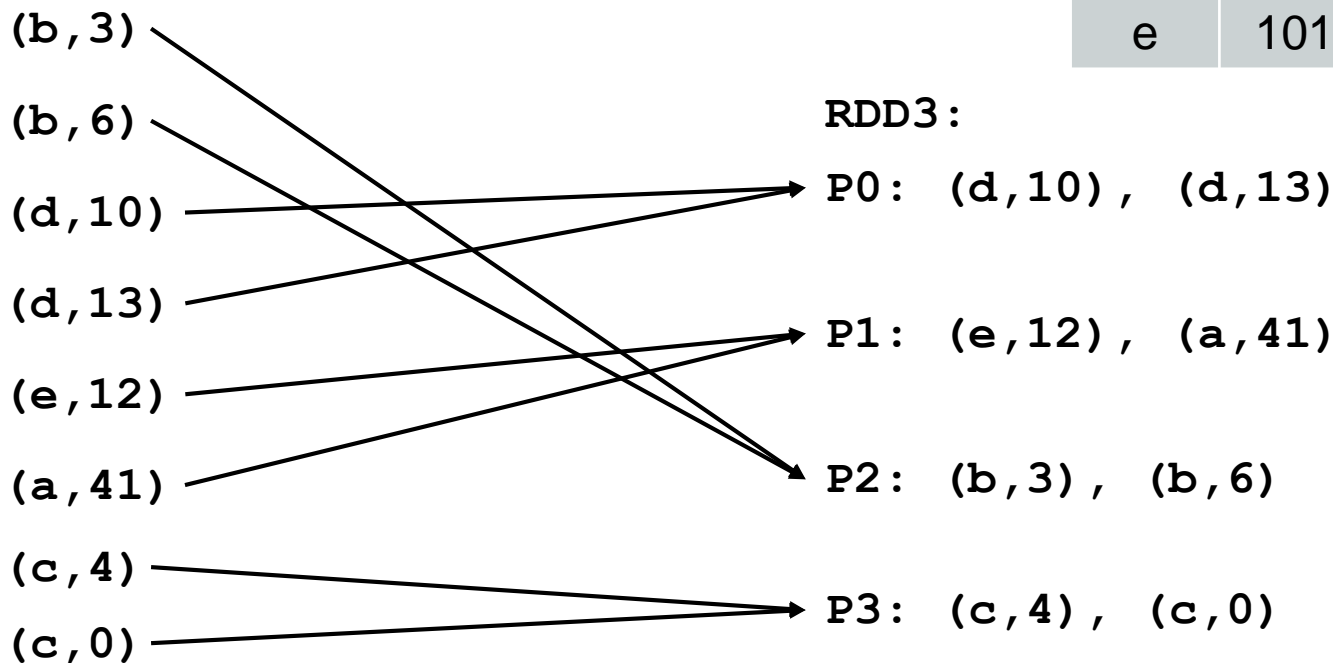 (b,3)
(b,6)
(d,10)
(d,13)
(e,12)
(a,41)
(c,4)
(c,0)
e 101
RDD3:
P0: (d,10), (d,13)
P1: (e,12), (a,41)
P2: (b,3), (b,6)
P3: (c,4), (c,0)